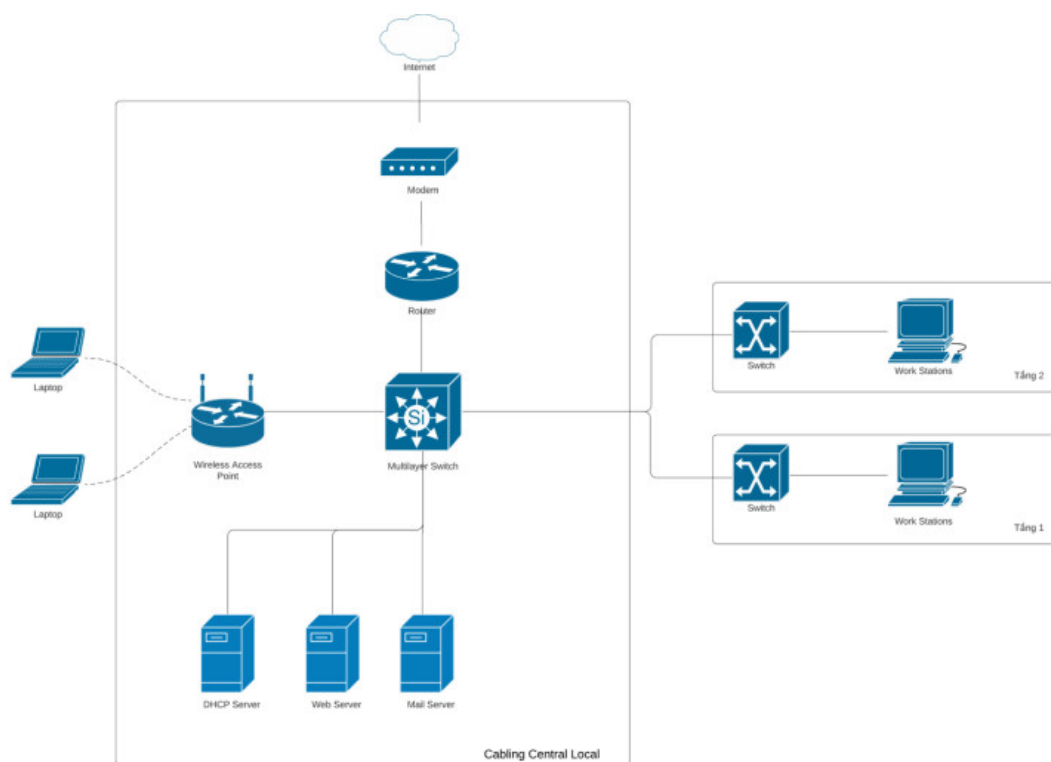 Internet
Modem
Router
Laptop
Wireless Access
Point
Si
Multilayer Switch
Laptop
Switch
Work Stations
Tầng 2
Switch
Work Stations
Tầng 1
DHCP Server
Web Server
Mail Server
Cabling Central Local